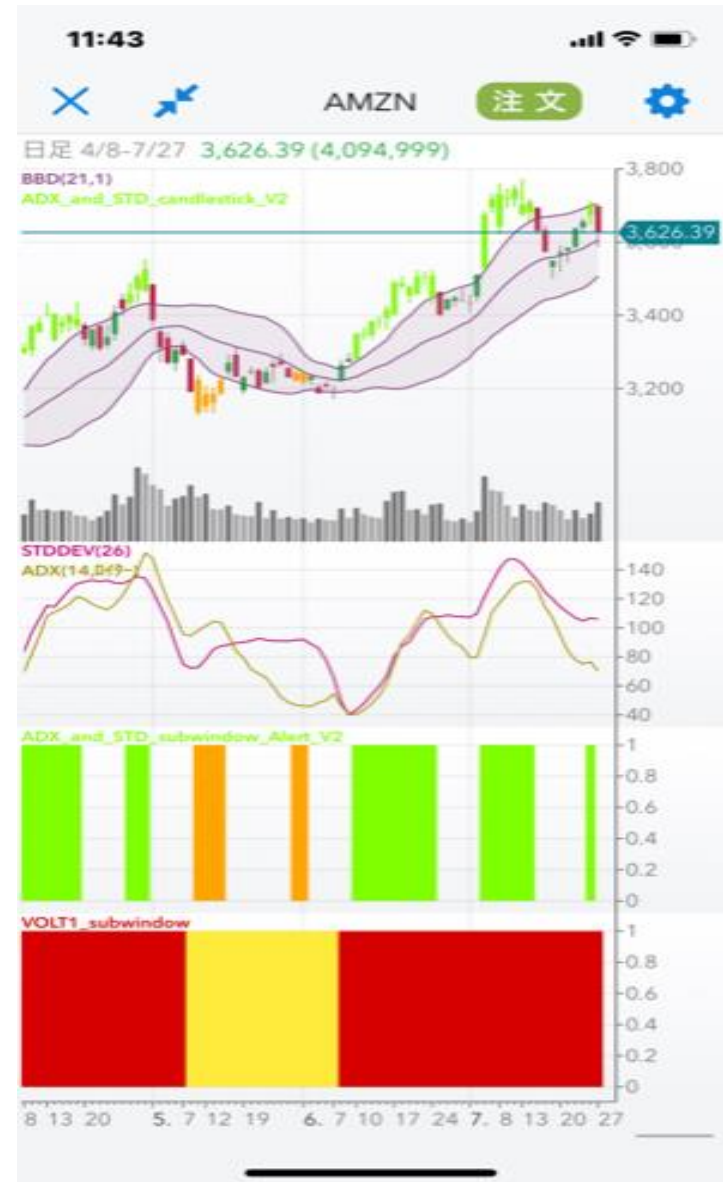 11:43
AMZN 注文
日足 4/8-7/27 3,626.39 (4,094,999)
BBD(21,1)
ADX_and_STD_candlestick_V2
3,800
3,626.39
3,400
3,200
STDDEV(26)
ADX(14,
140
120
100
80
60
40
ADX_and_STD_subwindow_Alert_V2
1
0.8
0.6
0.4
0.2
0
VOLT1_subwindow
1
0.8
0.6
0.4
0.2
0
8 13 20 5. 7 12 19 6. 7 10 17 24 7. 8 13 20 27